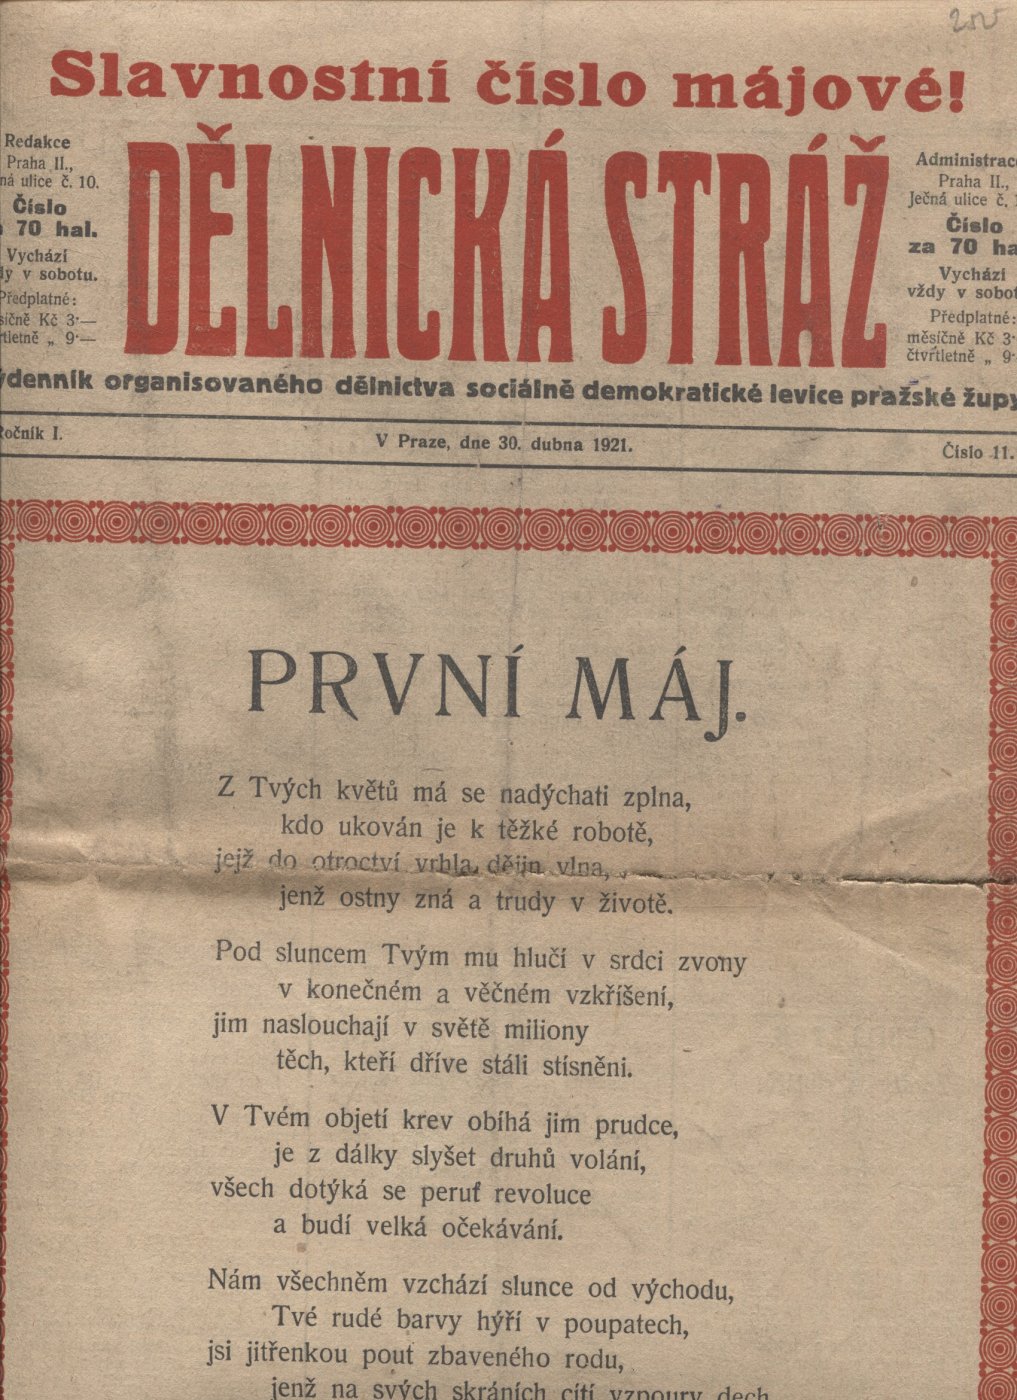 Slavnostní číslo májové!
Redakce
Praha II.,
ná ulice č. 10.
Číslo
70 hal.
Vychází
dy v sobotu.
Předplatné:
síčně Kč 3·—
rtletně „ 9·—
DĚLNICKÁ STRÁŽ
Administrac
Praha II.,
Ječná ulice č.
Číslo
za 70 ha
Vychází
vždy v sobot
Předplatné:
měsíčně Kč 3·
čtvrtletně „ 9·
ýdenník organisovaného dělnictva sociálně demokratické levice pražské župy
Ročník I.
V Praze, dne 30. dubna 1921.
Číslo 11.
PRVNÍ MÁJ.
Z Tvých květů má se nadýchati zplna,
kdo ukován je k těžké robotě,
jejž do otroctví vrhla dějin vlna,
jenž ostny zná a trudy v životě.
Pod sluncem Tvým mu hlučí v srdci zvony
v konečném a věčném vzkříšení,
jim naslouchají v světě miliony
těch, kteří dříve stáli stísněni.
V Tvém objetí krev obíhá jim prudce,
je z dálky slyšet druhů volání,
všech dotýká se peruť revoluce
a budí velká očekávání.
Nám všechněm vzchází slunce od východu,
Tvé rudé barvy hýří v poupatech,
jsi jitřenkou pout zbaveného rodu,
jenž na svých skráních cítí vzpoury dech